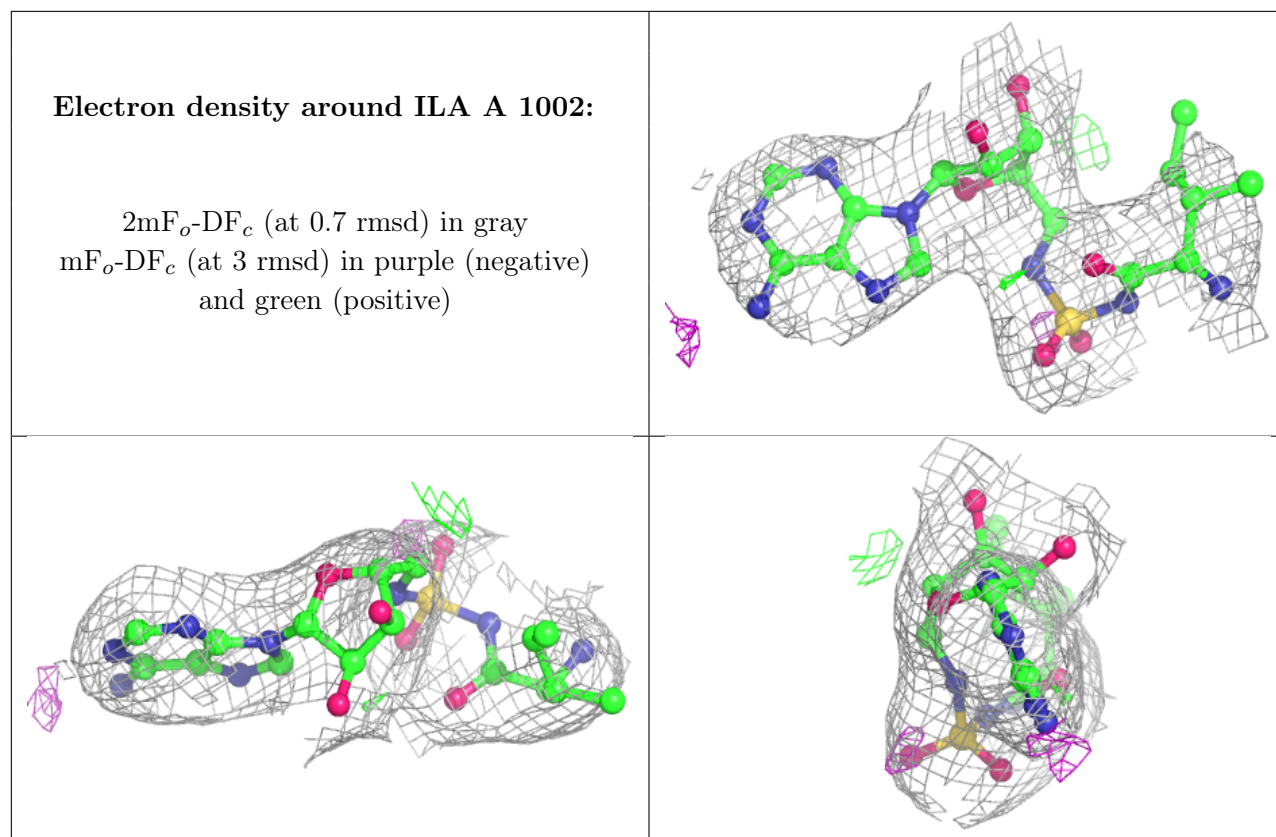 Electron density around ILA A 1002:
2mFo-DFc (at 0.7 rmsd) in gray
mFo-DFc (at 3 rmsd) in purple (negative)
and green (positive)